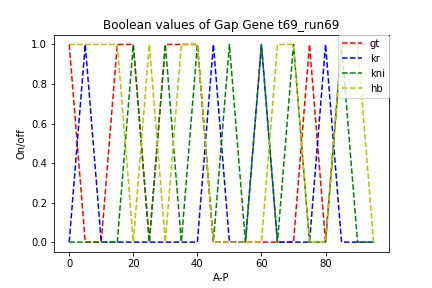 Boolean values of Gap Gene t69_run69
gt
kr
kni
hb
1.0
0.8
0.6
0.4
0.2
0.0
On/off
0 20 40 60 80
A-P